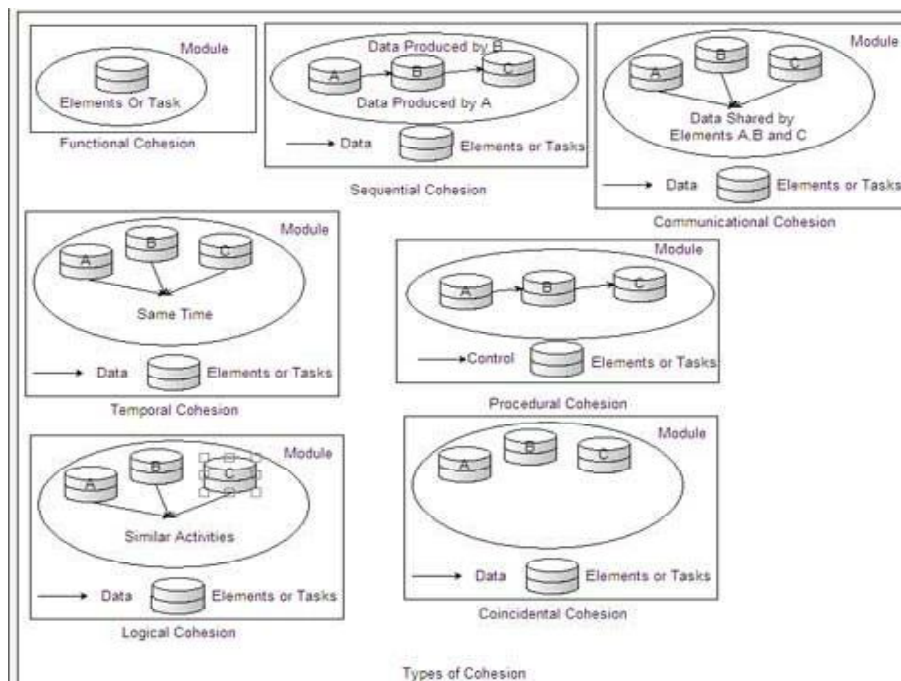 Module
Elements Or Task
Functional Cohesion
Data Produced by B
A
B
C
Data Produced by A
Data
Elements or Tasks
Sequential Cohesion
Module
A
B
C
Data Shared by
Elements A.B and C
Data
Elements or Tasks
Communicational Cohesion
Module
A
B
C
Same Time
Data
Elements or Tasks
Temporal Cohesion
Module
A
B
C
Control
Elements or Tasks
Procedural Cohesion
Module
A
B
C
Similar Activities
Data
Elements or Tasks
Logical Cohesion
Module
A
B
C
Data
Elements or Tasks
Coincidental Cohesion
Types of Cohesion